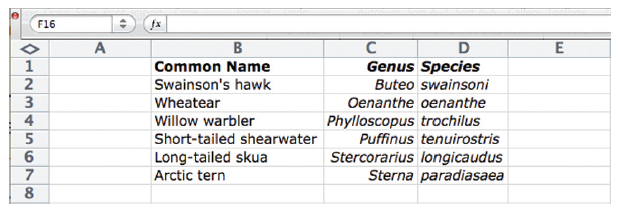 F16 fx
A B C D E
1 Common Name Genus Species
2 Swainson's hawk Buteo swainsoni
3 Wheatear Oenanthe oenanthe
4 Willow warbler Phylloscopus trochilus
5 Short-tailed shearwater Puffinus tenuirostris
6 Long-tailed skua Stercorarius longicaudus
7 Arctic tern Sterna paradiasaea
8